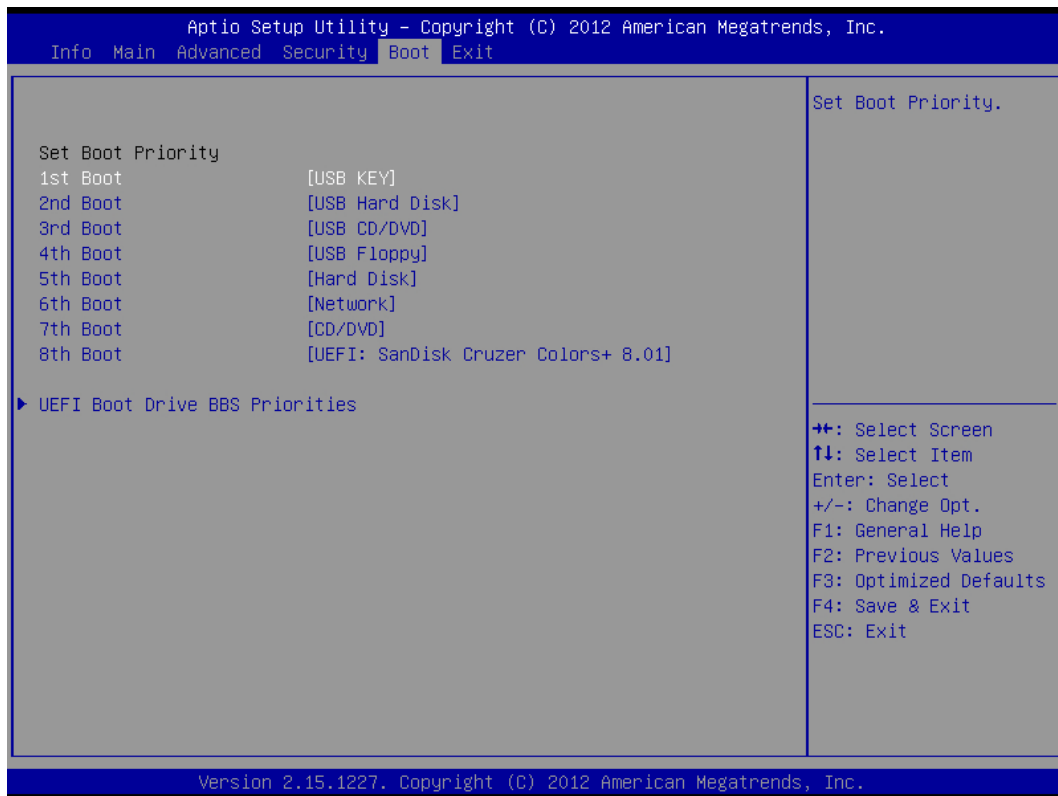 Aptio Setup Utility – Copyright (C) 2012 American Megatrends, Inc.
Info Main Advanced Security Boot Exit
Set Boot Priority
1st Boot [USB KEY]
2nd Boot [USB Hard Disk]
3rd Boot [USB CD/DVD]
4th Boot [USB Floppy]
5th Boot [Hard Disk]
6th Boot [Network]
7th Boot [CD/DVD]
8th Boot [UEFI: SanDisk Cruzer Colors+ 8.01]
▶ UEFI Boot Drive BBS Priorities
Set Boot Priority.
→←: Select Screen
↑↓: Select Item
Enter: Select
+/-: Change Opt.
F1: General Help
F2: Previous Values
F3: Optimized Defaults
F4: Save & Exit
ESC: Exit
Version 2.15.1227. Copyright (C) 2012 American Megatrends, Inc.